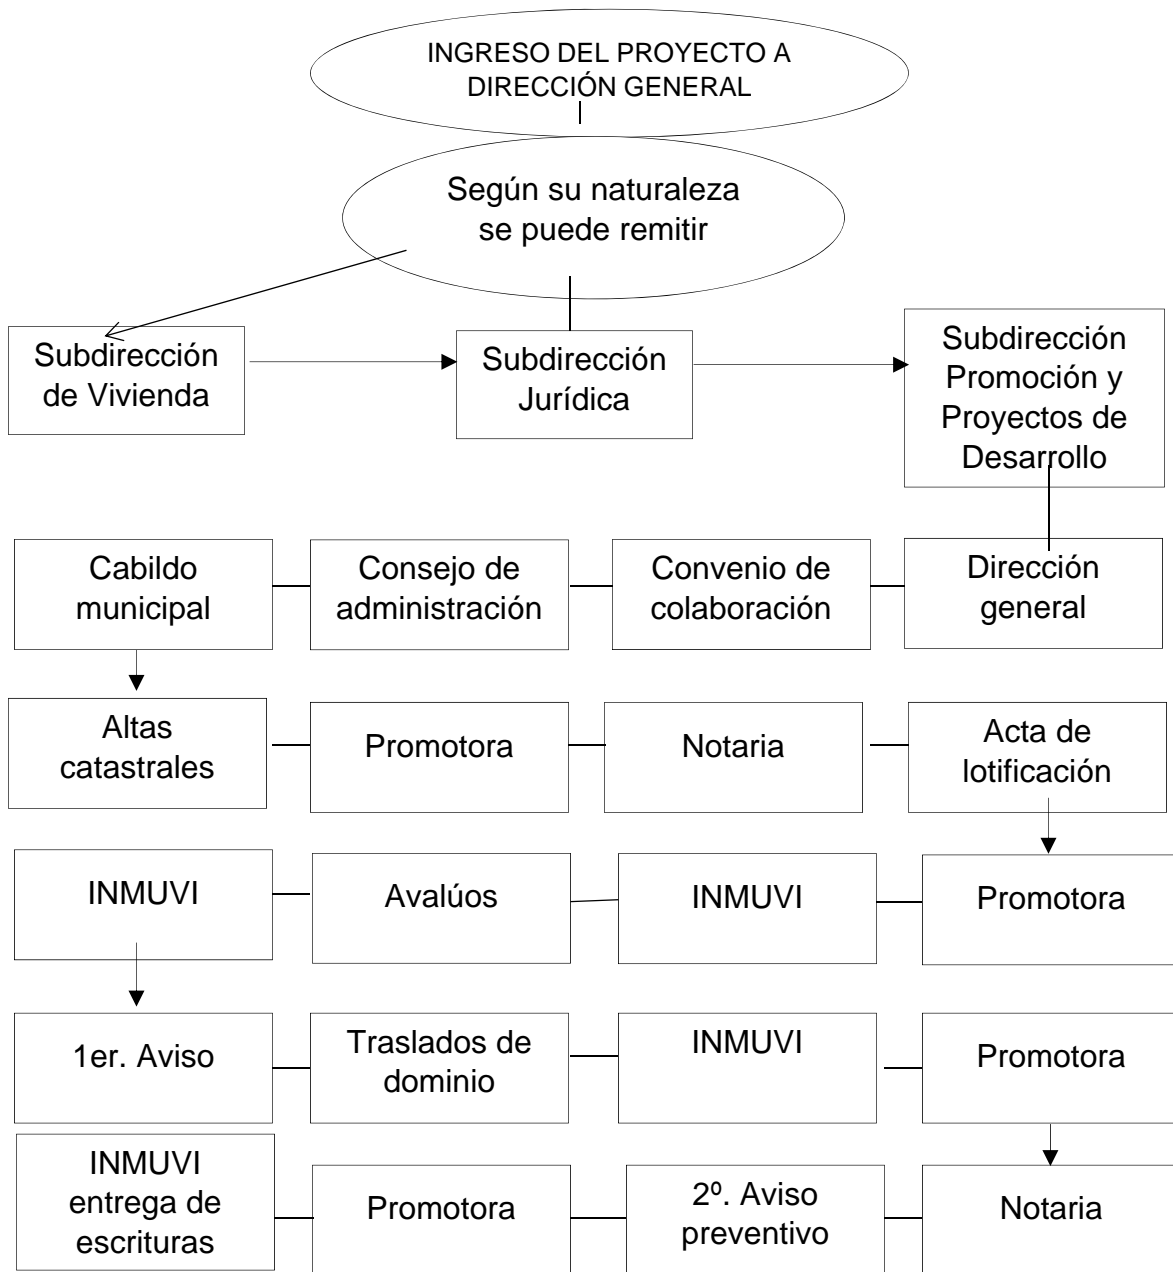 INGRESO DEL PROYECTO A
DIRECCIÓN GENERAL
Según su naturaleza
se puede remitir
Subdirección
de Vivienda
Subdirección
Jurídica
Subdirección
Promoción y
Proyectos de
Desarrollo
Cabildo
municipal
Consejo de
administración
Convenio de
colaboración
Dirección
general
Altas
catastrales
Promotora
Notaria
Acta de
lotificación
INMUVI
Avalúos
INMUVI
Promotora
1er. Aviso
Traslados de
dominio
INMUVI
Promotora
INMUVI
entrega de
escrituras
Promotora
2º. Aviso
preventivo
Notaria